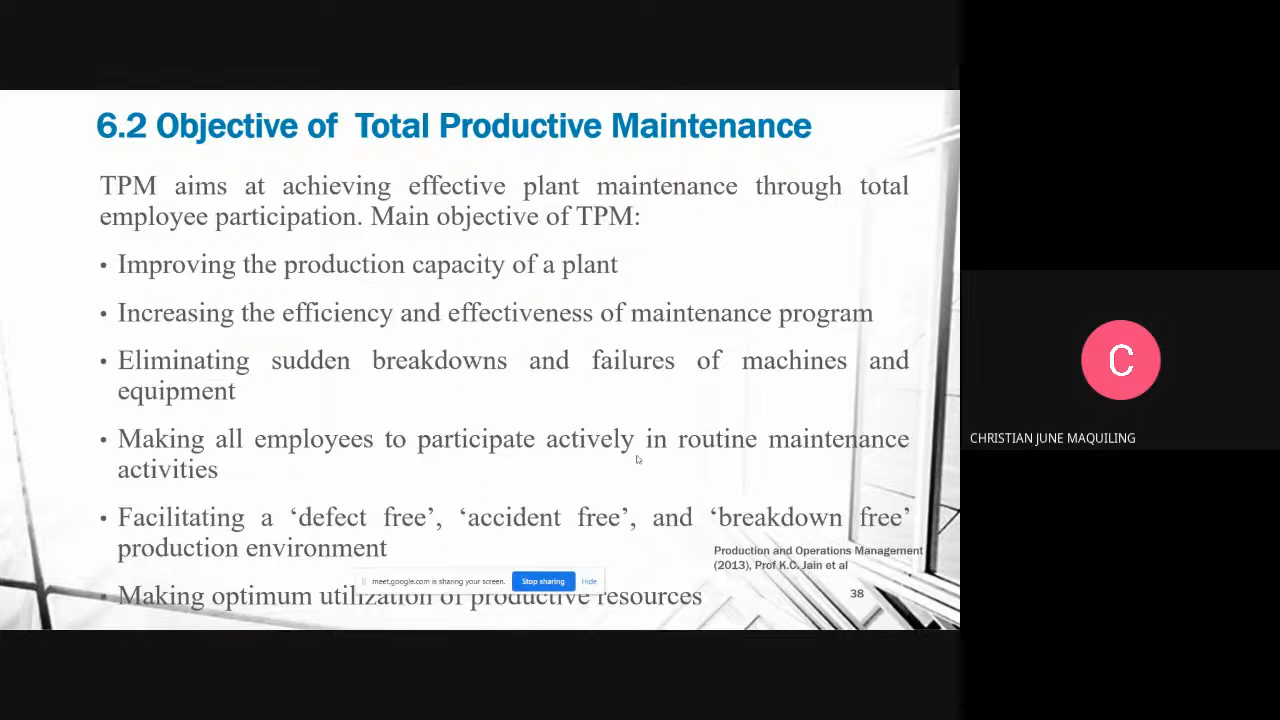 6.2 Objective of Total Productive Maintenance
TPM aims at achieving effective plant maintenance through total
employee participation. Main objective of TPM:
• Improving the production capacity of a plant
• Increasing the efficiency and effectiveness of maintenance program
• Eliminating sudden breakdowns and failures of machines and
equipment
• Making all employees to participate actively in routine maintenance
activities
• Facilitating a ‘defect free’, ‘accident free’, and ‘breakdown free’
production environment
• Making optimum utilization of productive resources
Production and Operations Management
(2013), Prof K.C. Jain et al
38
meet.google.com is sharing your screen.
Stop sharing
Hide
C
CHRISTIAN JUNE MAQUILING